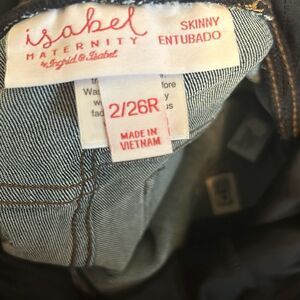 isabel
MATERNITY
by Ingrid & Isabel
SKINNY
ENTUBADO
2/26R
MADE IN
VIETNAM